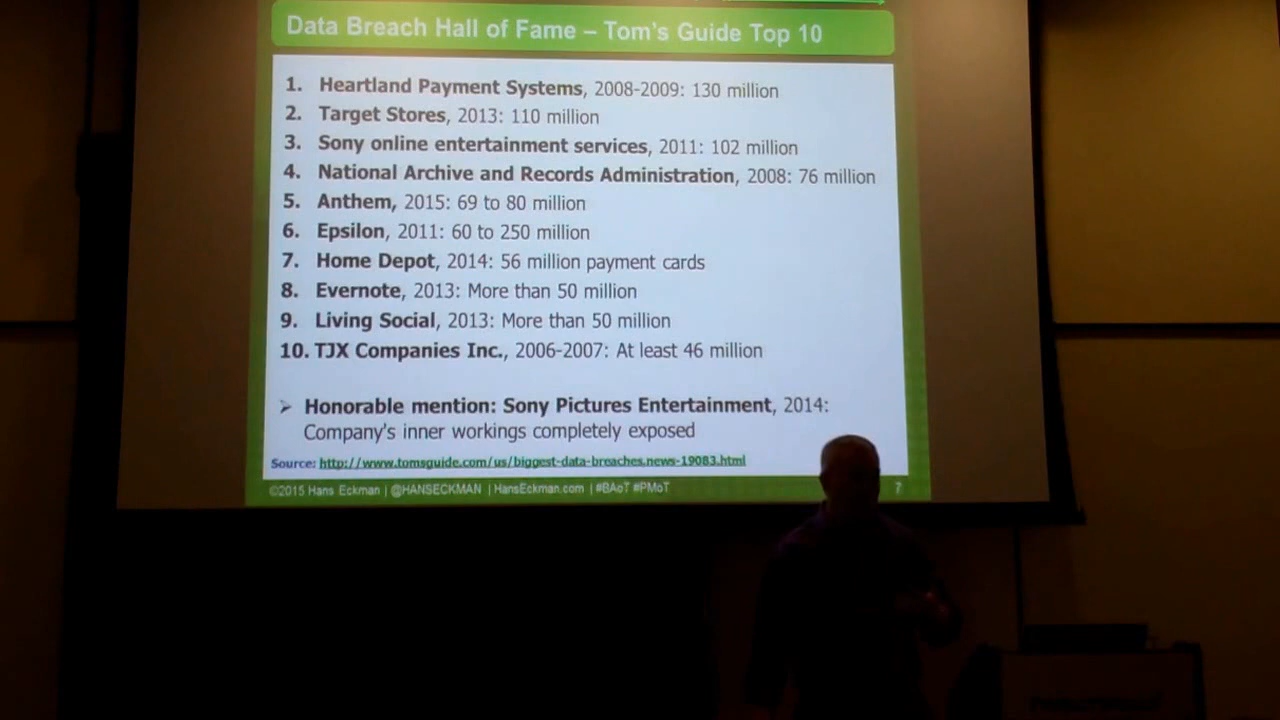 Data Breach Hall of Fame – Tom's Guide Top 10
1. Heartland Payment Systems, 2008-2009: 130 million
2. Target Stores, 2013: 110 million
3. Sony online entertainment services, 2011: 102 million
4. National Archive and Records Administration, 2008: 76 million
5. Anthem, 2015: 69 to 80 million
6. Epsilon, 2011: 60 to 250 million
7. Home Depot, 2014: 56 million payment cards
8. Evernote, 2013: More than 50 million
9. Living Social, 2013: More than 50 million
10. TJX Companies Inc., 2006-2007: At least 46 million
➢ Honorable mention: Sony Pictures Entertainment, 2014:
Company's inner workings completely exposed
Source: http://www.tomsguide.com/us/biggest-data-breaches,news-19083.html
©2015 Hans Eckman | @HANSECKMAN | HansEckman.com | #BAoT #PMoT 7